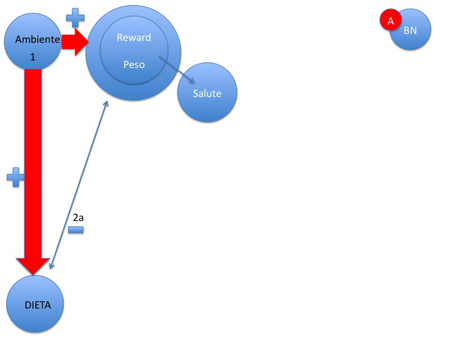 Ambiente
1
Reward
Peso
Salute
A
BN
2a
DIETA